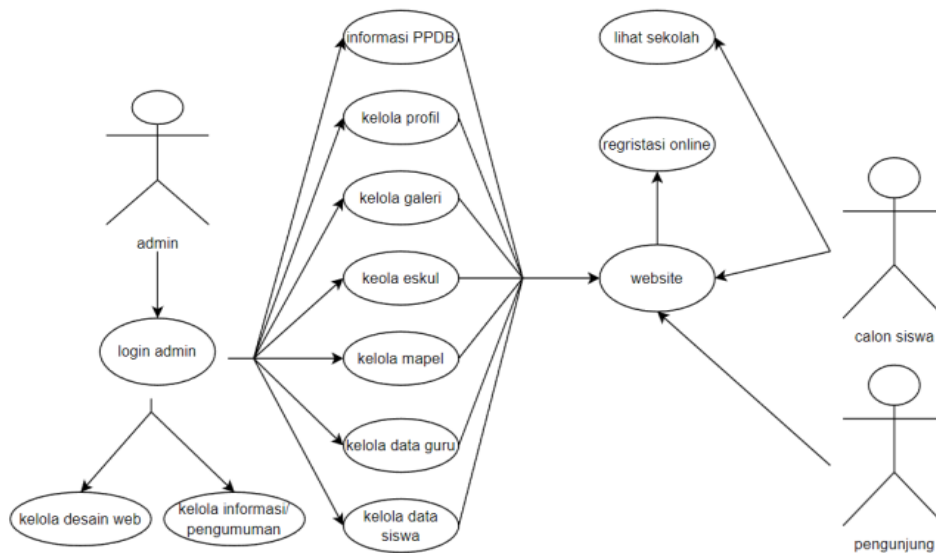 informasi PPDB
lihat sekolah
kelola profil
regristasi online
kelola galeri
admin
keola eskul
website
login admin
kelola mapel
calon siswa
kelola data guru
kelola desain web
kelola informasi/
pengumuman
kelola data
siswa
pengunjung